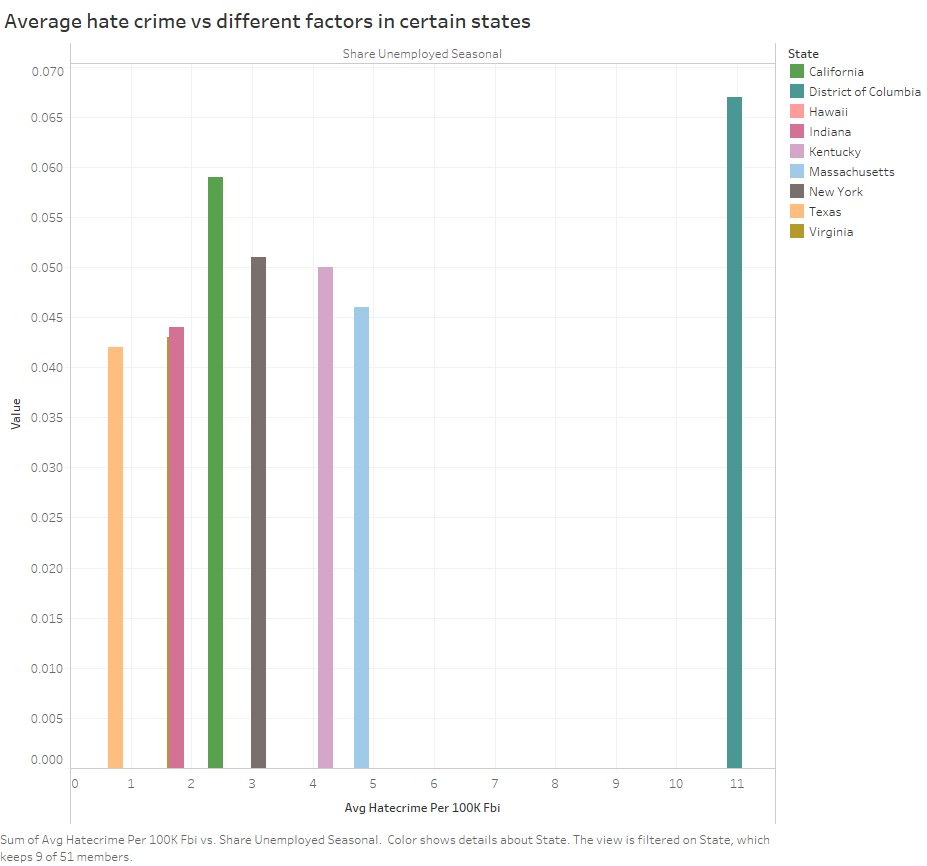 Average hate crime vs different factors in certain states
Share Unemployed Seasonal
State
California
District of Columbia
Hawaii
Indiana
Kentucky
Massachusetts
New York
Texas
Virginia
0.070
0.065
0.060
0.055
0.050
0.045
0.040
0.035
0.030
0.025
0.020
0.015
0.010
0.005
0.000
Value
0 1 2 3 4 5 6 7 8 9 10 11
Avg Hatecrime Per 100K Fbi
Sum of Avg Hatecrime Per 100K Fbi vs. Share Unemployed Seasonal.  Color shows details about State. The view is filtered on State, which
keeps 9 of 51 members.